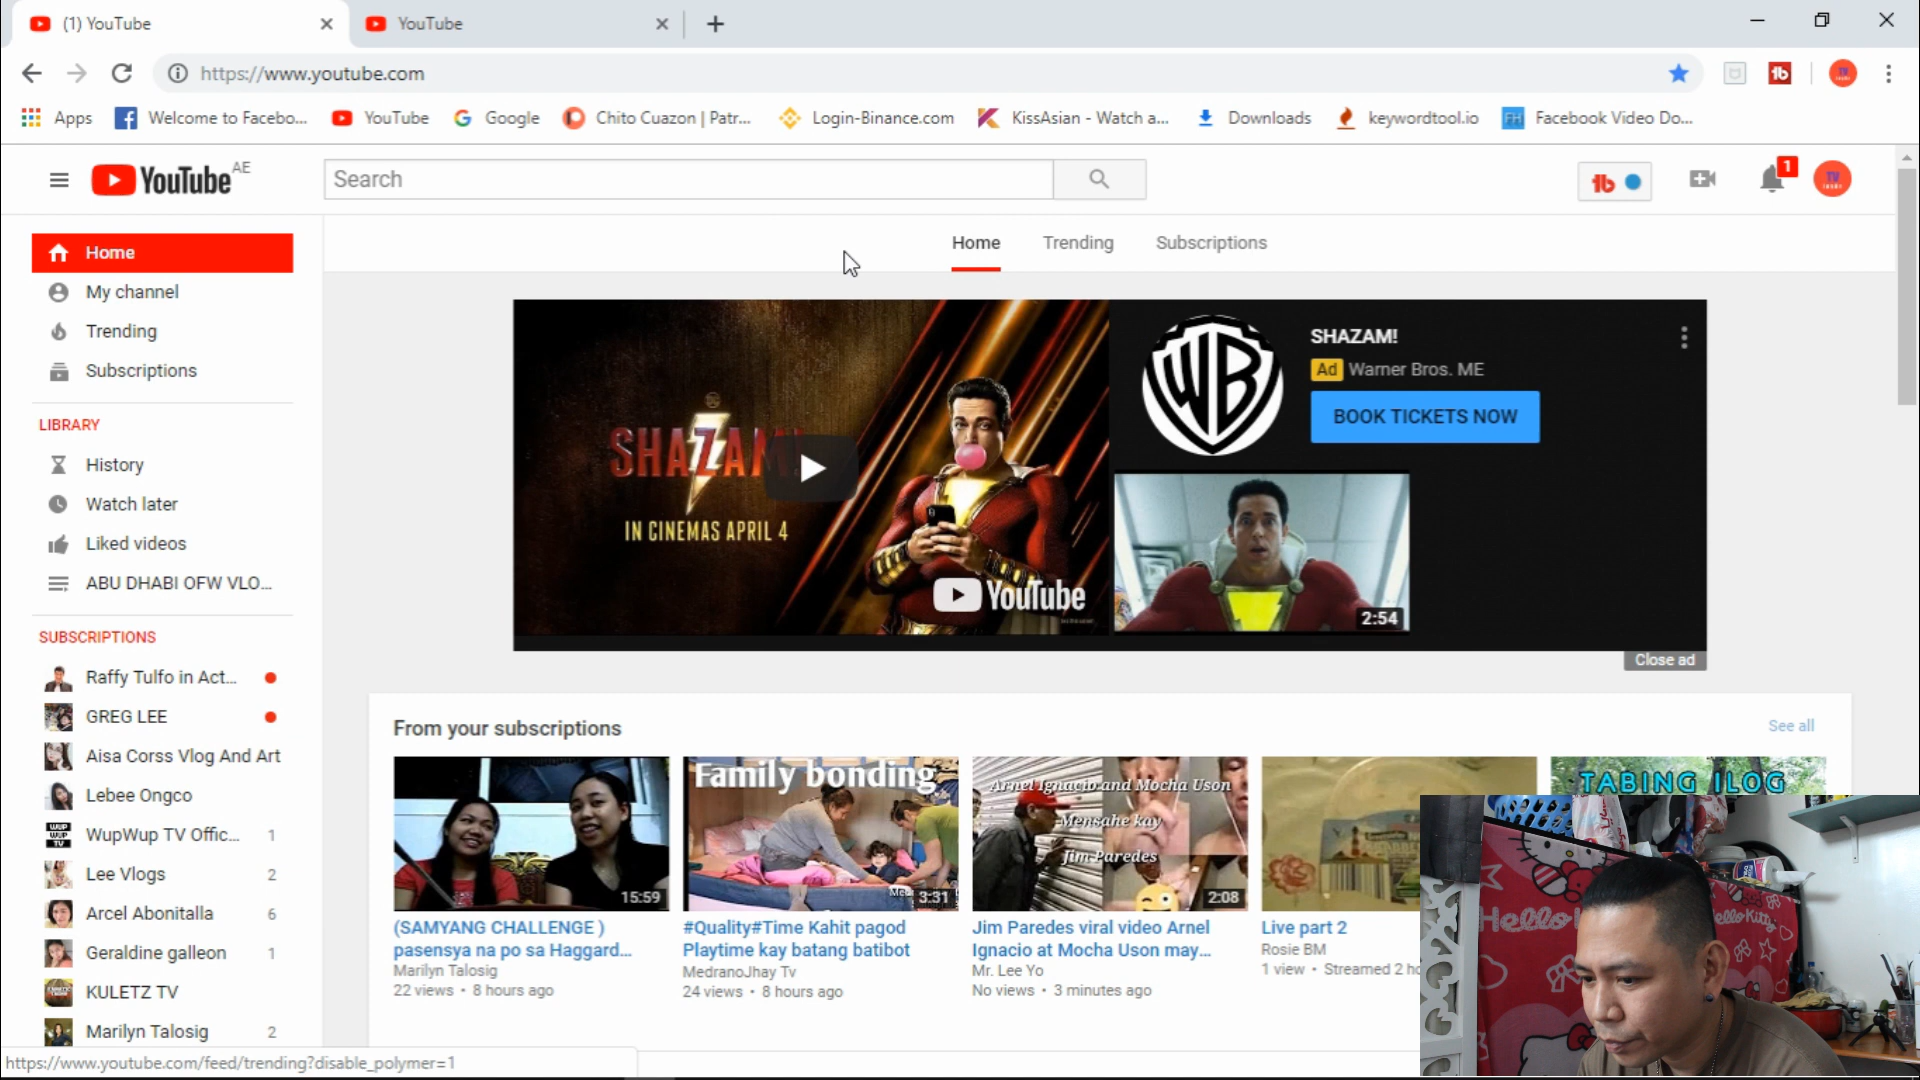 (1) YouTube
YouTube
https://www.youtube.com
Apps
Welcome to Facebo...
YouTube
Google
Chito Cuazon | Patr...
Login-Binance.com
KissAsian - Watch a...
Downloads
keywordtool.io
Facebook Video Do...
YouTube AE
Search
1
TV
Home
Trending
Subscriptions
Home
My channel
Trending
Subscriptions
LIBRARY
History
Watch later
Liked videos
ABU DHABI OFW VLO...
SUBSCRIPTIONS
Raffy Tulfo in Act...
GREG LEE
Aisa Corss Vlog And Art
Lebee Ongco
WupWup TV Offic... 1
Lee Vlogs 2
Arcel Abonitalla 6
Geraldine galleon 1
KULETZ TV
Marilyn Talosig 2
SHAZAM!
IN CINEMAS APRIL 4
YouTube
WB
SHAZAM!
Ad Warner Bros. ME
BOOK TICKETS NOW
2:54
Close ad
From your subscriptions
See all
15:59
(SAMYANG CHALLENGE )
pasensya na po sa Haggard...
Marilyn Talosig
22 views • 8 hours ago
Family bonding
3:31
#Quality#Time Kahit pagod
Playtime kay batang batibot
MedranoJhay Tv
24 views • 8 hours ago
Arnel Ignacio and Mocha Uson
Mensahe kay
Jim Paredes
2:08
Jim Paredes viral video Arnel
Ignacio at Mocha Uson may...
Mr. Lee Yo
No views • 3 minutes ago
Live part 2
Rosie BM
1 view • Streamed 2 ho
TABING ILOG
Hello
ello Kitty
https://www.youtube.com/feed/trending?disable_polymer=1